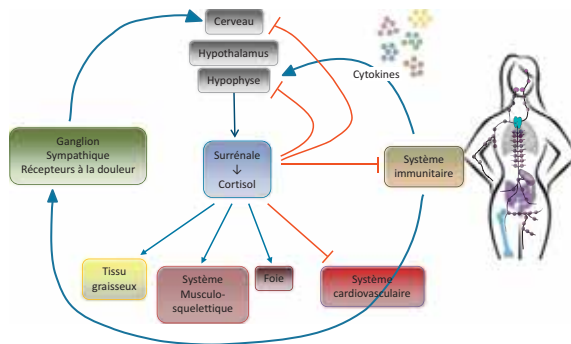 Cerveau
Hypothalamus
Hypophyse
Cytokines
Ganglion
Sympathique
Récepteurs à la douleur
Surrénale
↓
Cortisol
Système
immunitaire
Tissu
graisseux
Système
Musculo-
squelettique
Foie
Système
cardiovasculaire